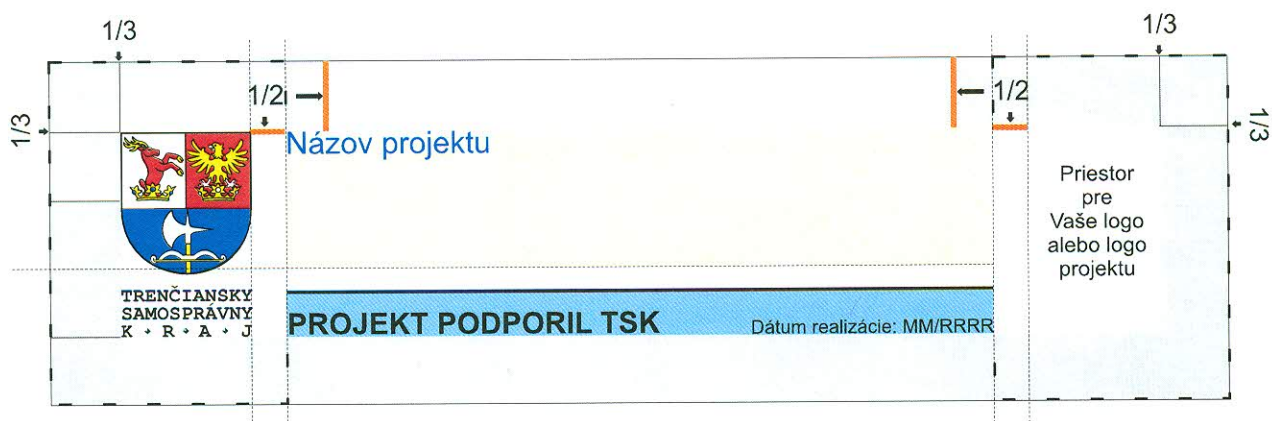 1/3
1/3
1/2
1/2
1/3
1/3
Názov projektu
Priestor
pre
Vaše logo
alebo logo
projektu
TRENČIANSKY
SAMOSPRÁVNY
K · R · A · J
PROJEKT PODPORIL TSK
Dátum realizácie: MM/RRRR